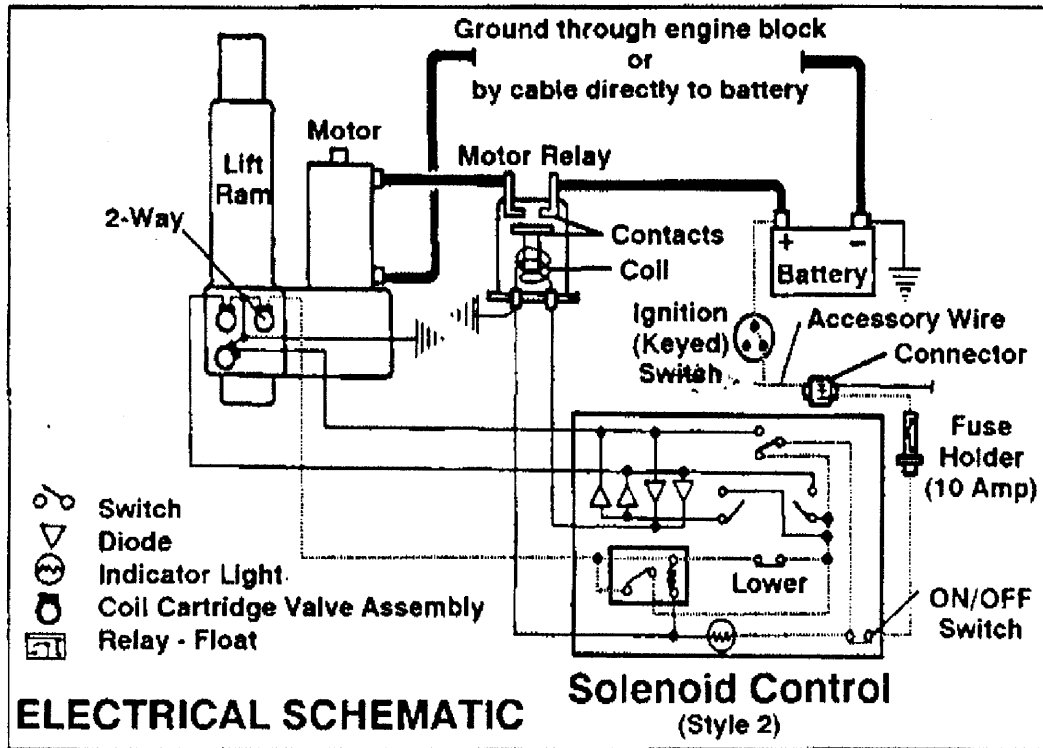 Ground through engine block
or
by cable directly to battery
Motor
Motor Relay
Lift
Ram
2-Way
Contacts
Coil
+ −
Battery
Ignition
(Keyed)
Switch
Accessory Wire
Connector
Fuse
Holder
(10 Amp)
Switch
Diode
Indicator Light
Coil Cartridge Valve Assembly
Relay - Float
Lower
ON/OFF
Switch
Solenoid Control
(Style 2)
ELECTRICAL SCHEMATIC